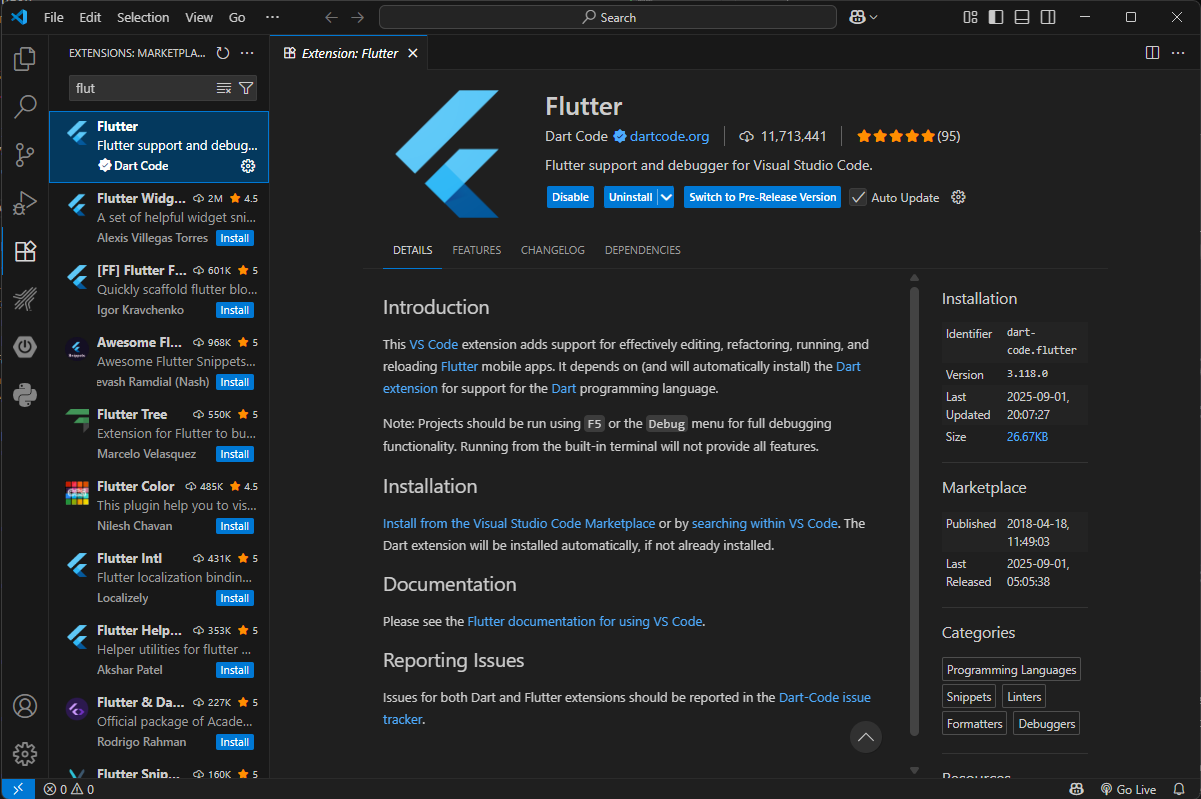 File Edit Selection View Go ··· Search
EXTENSIONS: MARKETPLA...
Extension: Flutter
flut
Flutter
Flutter support and debug...
Dart Code
Flutter Widg... 2M 4.5
A set of helpful widget sni...
Alexis Villegas Torres Install
[FF] Flutter F... 601K 5
Quickly scaffold flutter blo...
Igor Kravchenko Install
Awesome Fl... 968K 5
Awesome Flutter Snippets...
evash Ramdial (Nash) Install
Flutter Tree 550K 5
Extension for Flutter to bu...
Marcelo Velasquez Install
Flutter Color 485K 4.5
This plugin help you to vis...
Nilesh Chavan Install
Flutter Intl 431K 5
Flutter localization bindin...
Localizely Install
Flutter Help... 353K 5
Helper utilities for flutter ...
Akshar Patel Install
Flutter & Da... 227K 5
Official package of Acade...
Rodrigo Rahman Install
Flutter Snip... 160K 5
Flutter
Dart Code dartcode.org 11,713,441 (95)
Flutter support and debugger for Visual Studio Code.
Disable Uninstall Switch to Pre-Release Version Auto Update
DETAILS FEATURES CHANGELOG DEPENDENCIES
Introduction
This VS Code extension adds support for effectively editing, refactoring, running, and
reloading Flutter mobile apps. It depends on (and will automatically install) the Dart
extension for support for the Dart programming language.
Note: Projects should be run using F5 or the Debug menu for full debugging
functionality. Running from the built-in terminal will not provide all features.
Installation
Install from the Visual Studio Code Marketplace or by searching within VS Code. The
Dart extension will be installed automatically, if not already installed.
Documentation
Please see the Flutter documentation for using VS Code.
Reporting Issues
Issues for both Dart and Flutter extensions should be reported in the Dart-Code issue
tracker.
Installation
Identifier dart-
code.flutter
Version 3.118.0
Last 2025-09-01,
Updated 20:07:27
Size 26.67KB
Marketplace
Published 2018-04-18,
11:49:03
Last 2025-09-01,
Released 05:05:38
Categories
Programming Languages
Snippets Linters
Formatters Debuggers
Resources
0 0 Go Live